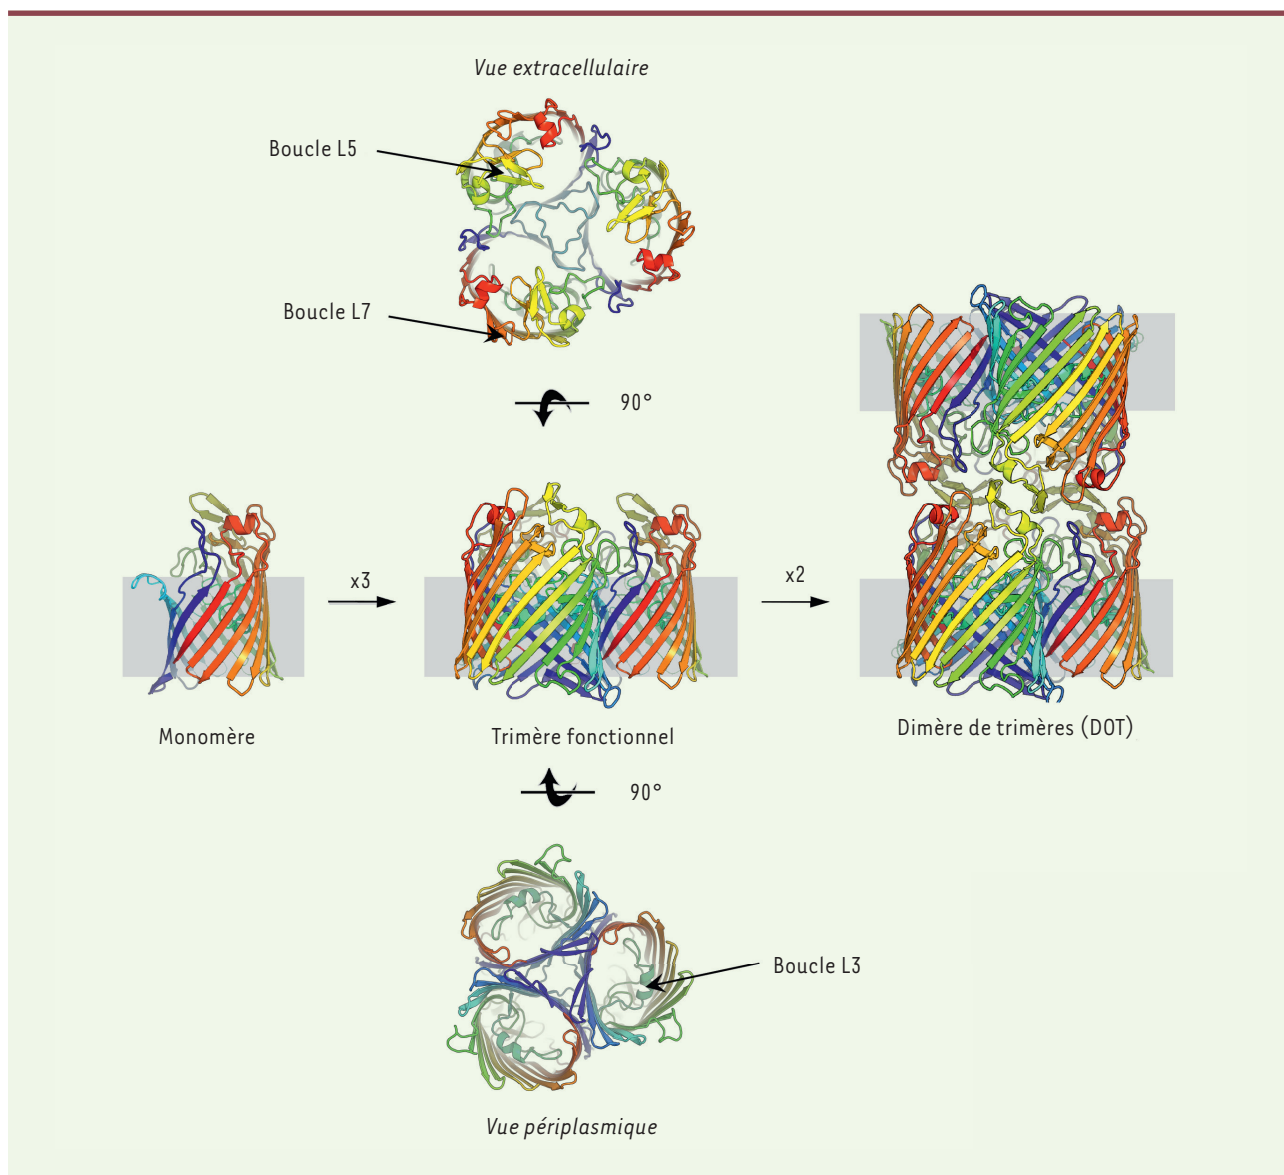 Vue extracellulaire
Boucle L5
Boucle L7
90°
x3
x2
Monomère
Trimère fonctionnel
Dimère de trimères (DOT)
90°
Boucle L3
Vue périplasmique